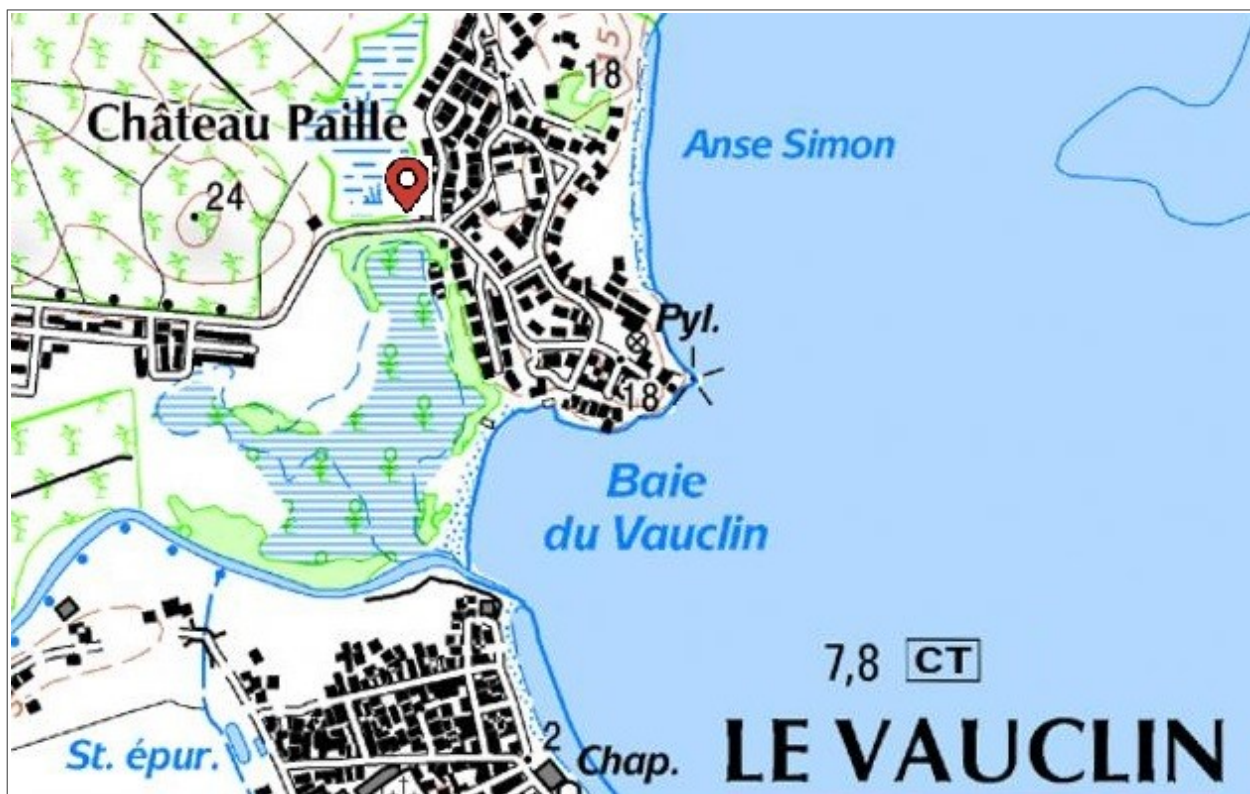 15
18
Château Paille
Anse Simon
24
Pyl.
18
Baie
du Vauclin
7,8 CT
LE VAUCLIN
St. épur.
2
Chap.